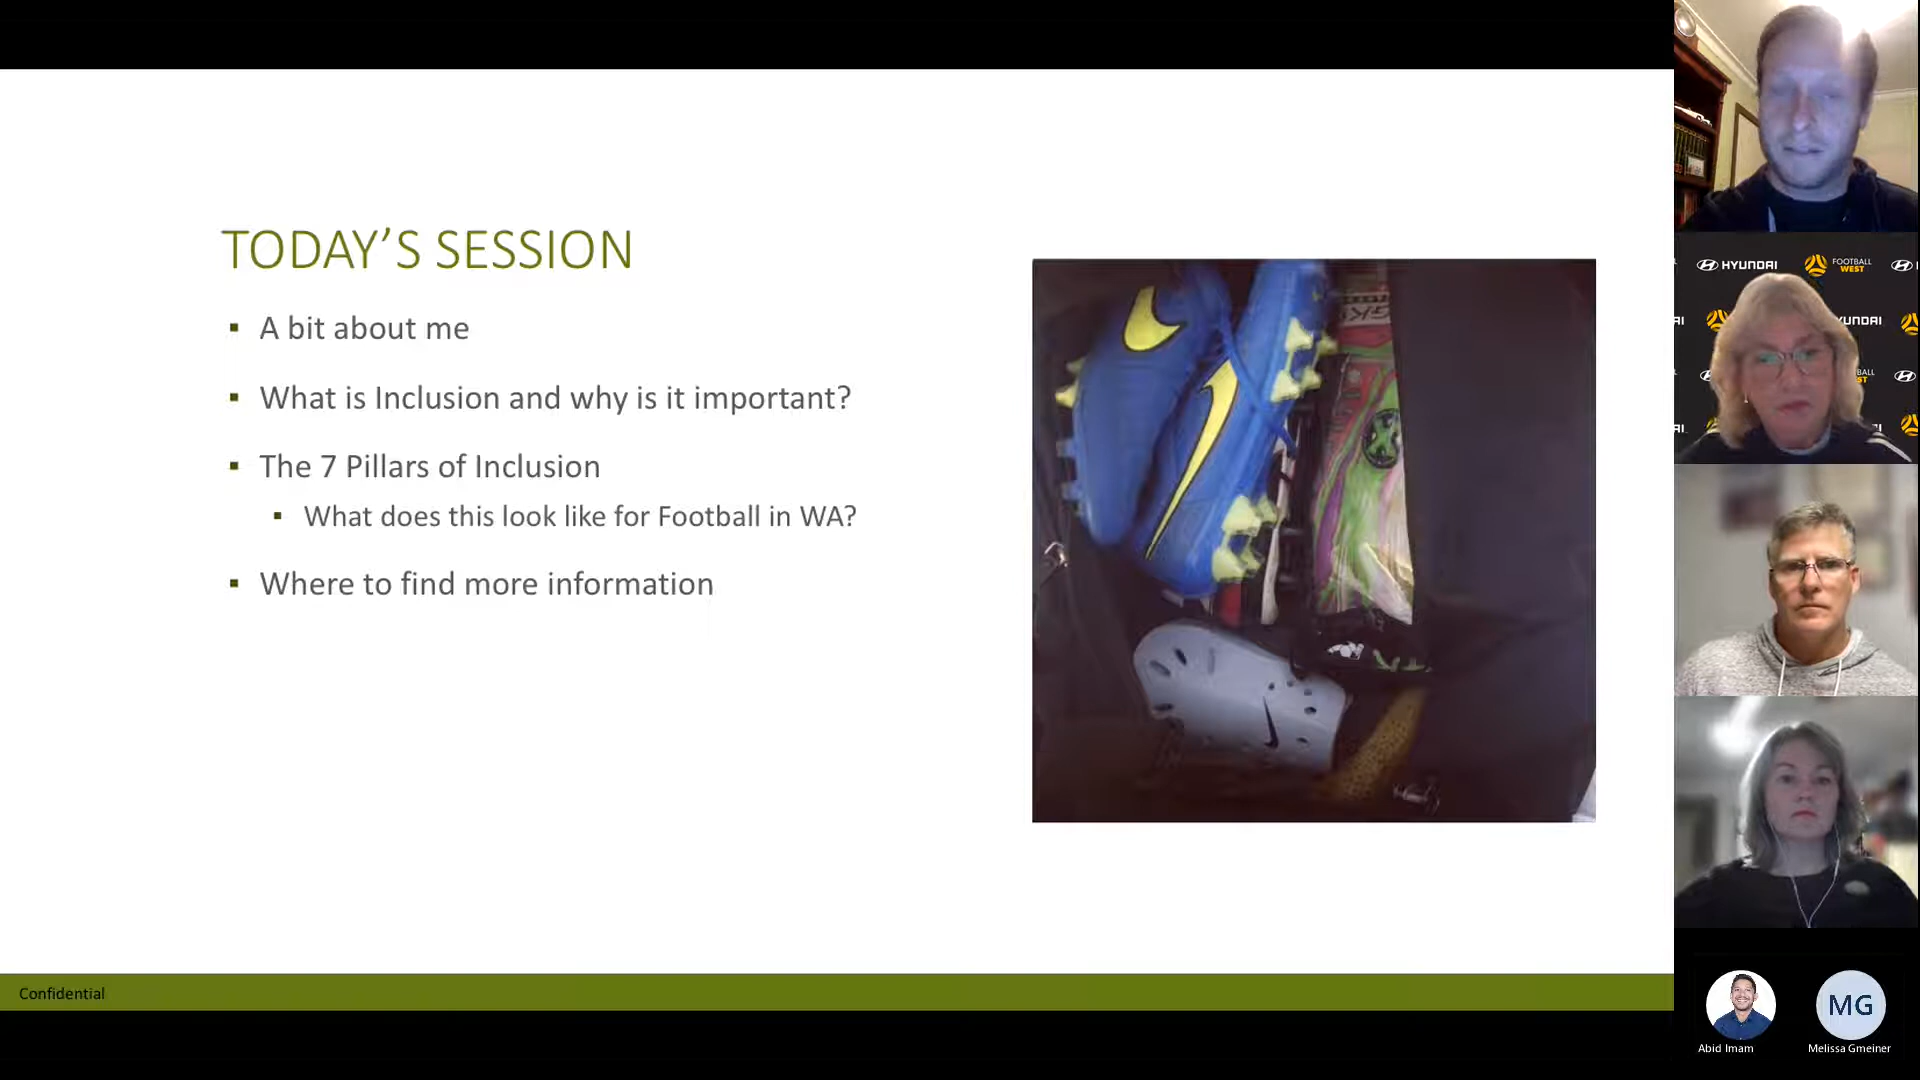 TODAY'S SESSION
▪ A bit about me
▪ What is Inclusion and why is it important?
▪ The 7 Pillars of Inclusion
▪ What does this look like for Football in WA?
▪ Where to find more information
Confidential
HYUNDAI
FOOTBALL
WEST
MG
Abid Imam
Melissa Gmeiner